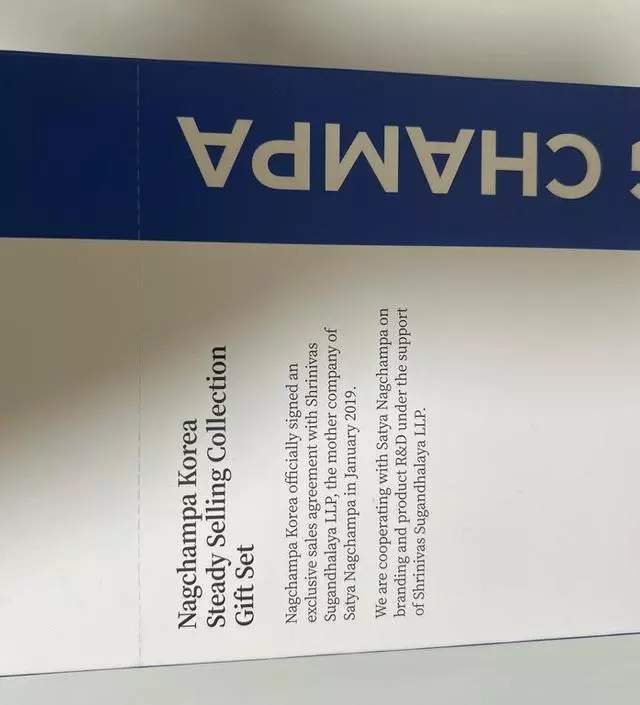 G CHAMPA
Nagchampa Korea
Steady Selling Collection
Gift Set
Nagchampa Korea officially signed an
exclusive sales agreement with Shrinivas
Sugandhalaya LLP, the mother company of
Satya Nagchampa in January 2019.
We are cooperating with Satya Nagchampa on
branding and product R&D under the support
of Shrinivas Sugandhalaya LLP.